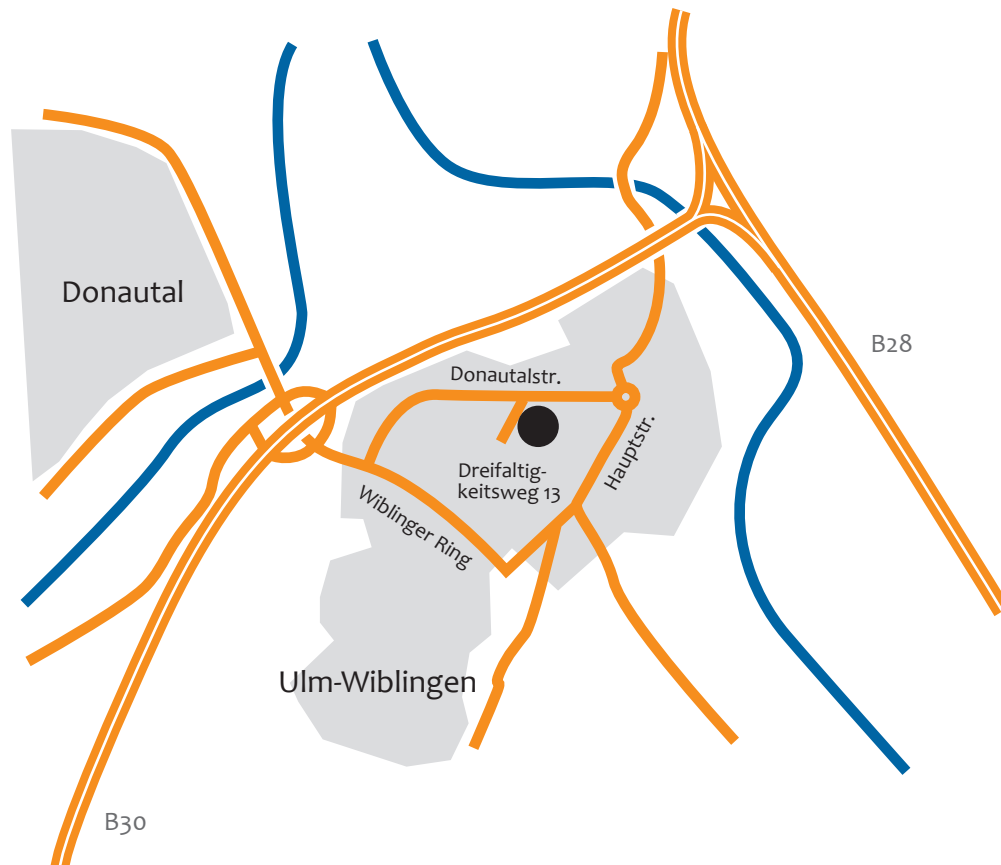 Donautal
B28
Donautalstr.
Hauptstr.
Dreifaltig-
keitsweg 13
Wiblinger Ring
Ulm-Wiblingen
B30